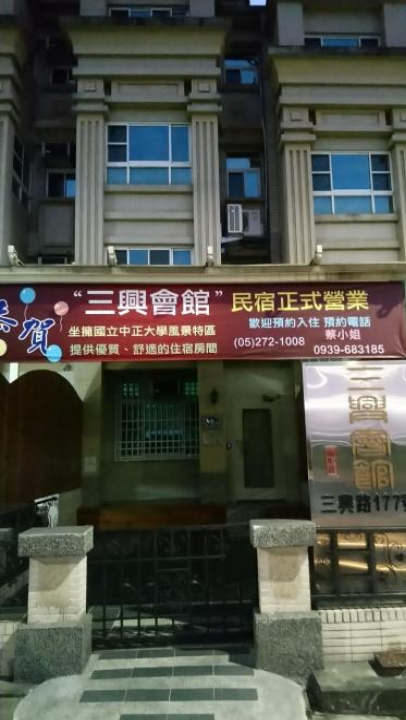 恭賀
“三興會館” 民宿正式營業
坐擁國立中正大學風景特區
提供優質、舒適的住宿房間
歡迎預約入住 預約電話
蔡小姐
(05)272-1008
0939-683185
三興會館
三興路177號